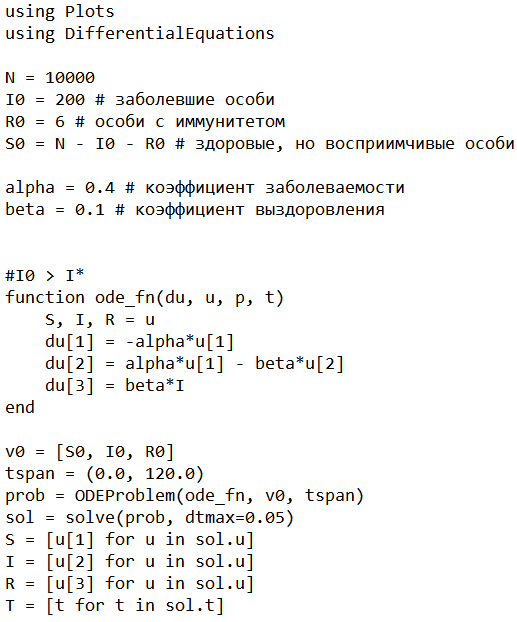 using Plots
using DifferentialEquations

N = 10000
I0 = 200 # заболевшие особи
R0 = 6 # особи с иммунитетом
S0 = N - I0 - R0 # здоровые, но восприимчивые особи

alpha = 0.4 # коэффициент заболеваемости
beta = 0.1 # коэффициент выздоровления


#I0 > I*
function ode_fn(du, u, p, t)
    S, I, R = u
    du[1] = -alpha*u[1]
    du[2] = alpha*u[1] - beta*u[2]
    du[3] = beta*I
end

v0 = [S0, I0, R0]
tspan = (0.0, 120.0)
prob = ODEProblem(ode_fn, v0, tspan)
sol = solve(prob, dtmax=0.05)
S = [u[1] for u in sol.u]
I = [u[2] for u in sol.u]
R = [u[3] for u in sol.u]
T = [t for t in sol.t]